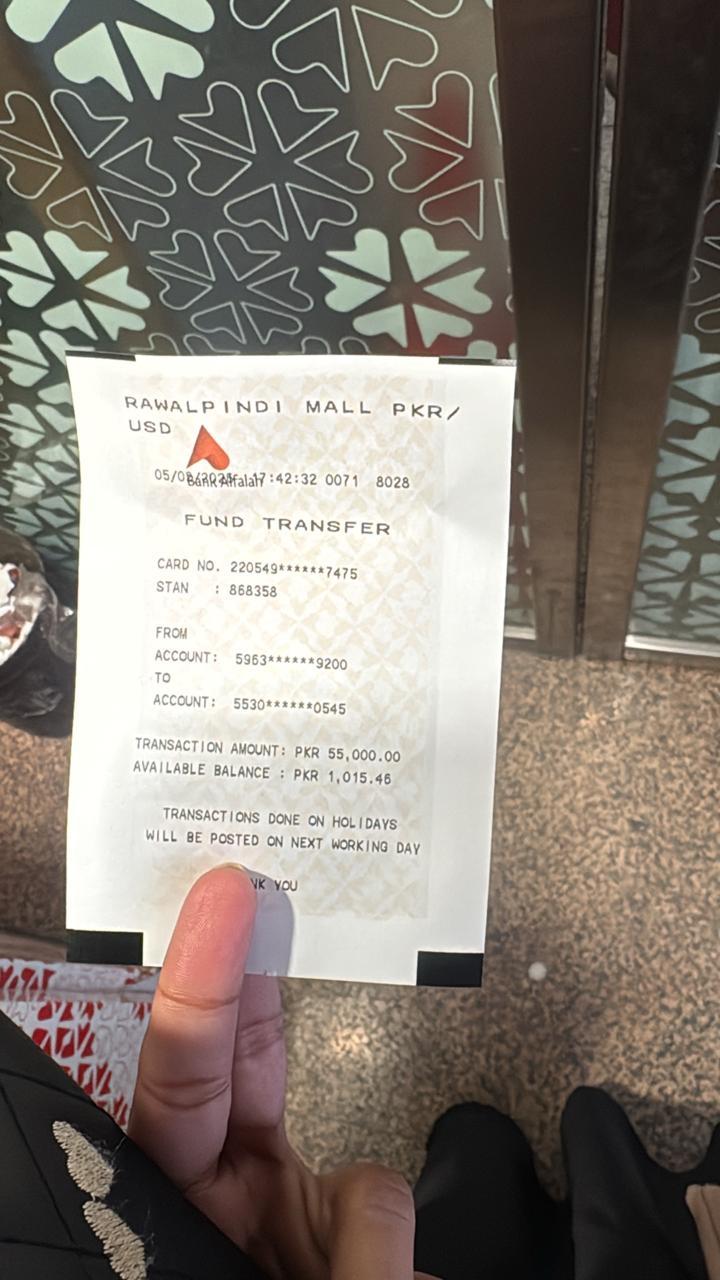 RAWALPINDI MALL PKR/
USD
Bank Alfalah
17:42:32 0071 8028
FUND TRANSFER
CARD NO. 220549******7475
STAN : 868358
FROM
ACCOUNT: 5963******9200
TO
ACCOUNT: 5530******0545
TRANSACTION AMOUNT: PKR 55,000.00
AVAILABLE BALANCE : PKR 1,015.46
TRANSACTIONS DONE ON HOLIDAYS
WILL BE POSTED ON NEXT WORKING DAY
YOU